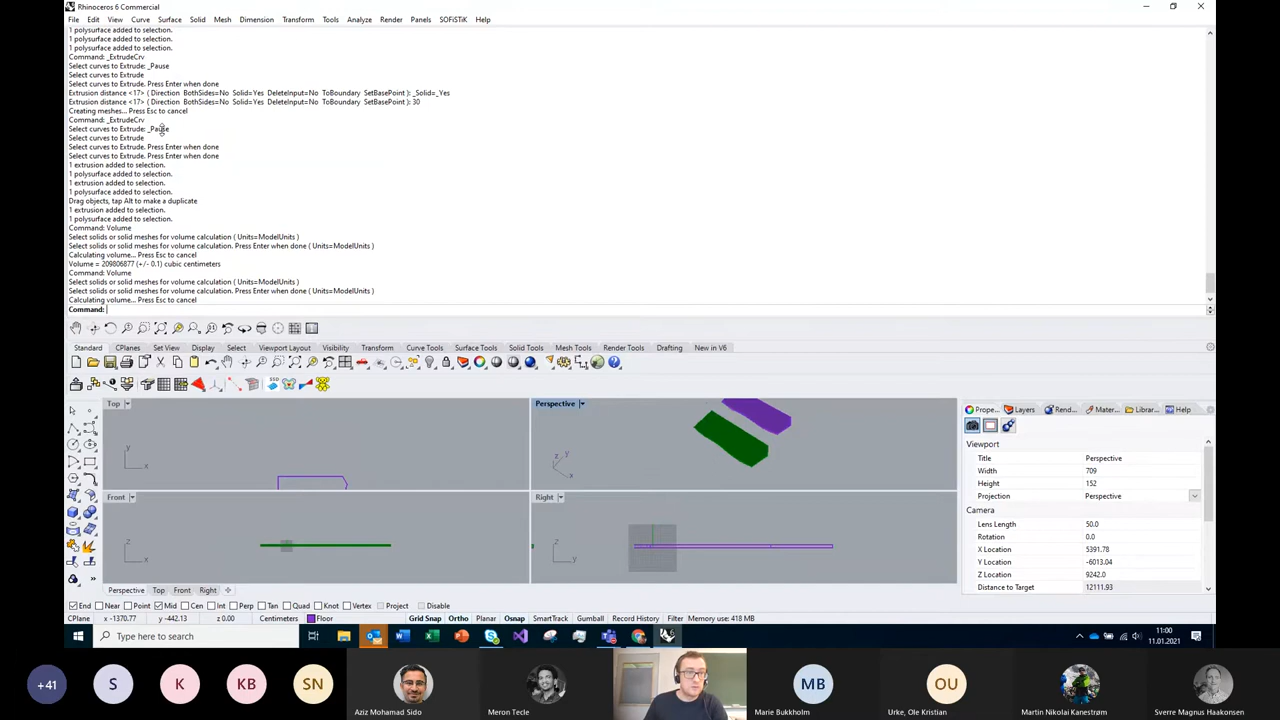 Rhinoceros 6 Commercial
File Edit View Curve Surface Solid Mesh Dimension Transform Tools Analyze Render Panels SOFiSTiK Help
1 polysurface added to selection.
1 polysurface added to selection.
1 polysurface added to selection.
Command: _ExtrudeCrv
Select curves to Extrude: _Pause
Select curves to Extrude
Select curves to Extrude. Press Enter when done
Extrusion distance <17> ( Direction BothSides=No Solid=Yes DeleteInput=No ToBoundary SetBasePoint ): _Solid=_Yes
Extrusion distance <17> ( Direction BothSides=No Solid=Yes DeleteInput=No ToBoundary SetBasePoint ): 30
Creating meshes... Press Esc to cancel
Command: _ExtrudeCrv
Select curves to Extrude: _Pause
Select curves to Extrude
Select curves to Extrude. Press Enter when done
Select curves to Extrude. Press Enter when done
1 extrusion added to selection.
1 polysurface added to selection.
1 extrusion added to selection.
1 polysurface added to selection.
Drag objects, tap Alt to make a duplicate
1 extrusion added to selection.
1 polysurface added to selection.
Command: Volume
Select solids or solid meshes for volume calculation ( Units=ModelUnits )
Select solids or solid meshes for volume calculation. Press Enter when done ( Units=ModelUnits )
Calculating volume... Press Esc to cancel
Volume = 209806877 (+/- 0.1) cubic centimeters
Command: Volume
Select solids or solid meshes for volume calculation ( Units=ModelUnits )
Select solids or solid meshes for volume calculation. Press Enter when done ( Units=ModelUnits )
Calculating volume... Press Esc to cancel
Command:
Standard CPlanes Set View Display Select Viewport Layout Visibility Transform Curve Tools Surface Tools Solid Tools Mesh Tools Render Tools Drafting New in V6
Top
y
x
Perspective
z y
x
Front
z
x
Right
z
y
Prope... Layers Rend... Mater... Librar... Help
Viewport
Title Perspective
Width 709
Height 152
Projection Perspective
Camera
Lens Length 50.0
Rotation 0.0
X Location 5391.78
Y Location -6013.04
Z Location 9242.0
Distance to Target 12111.93
Perspective Top Front Right
End Near Point Mid Cen Int Perp Tan Quad Knot Vertex Project Disable
CPlane x -1370.77 y -442.13 z 0.00 Centimeters Floor Grid Snap Ortho Planar Osnap SmartTrack Gumball Record History Filter Memory use: 418 MB
Type here to search
11:00
11.01.2021
+41 S K KB SN MB OU
Aziz Mohamad Sido Meron Tecle Marie Bukkholm Urke, Ole Kristian Martin Nikolai Kanestrøm Sverre Magnus Haakonsen